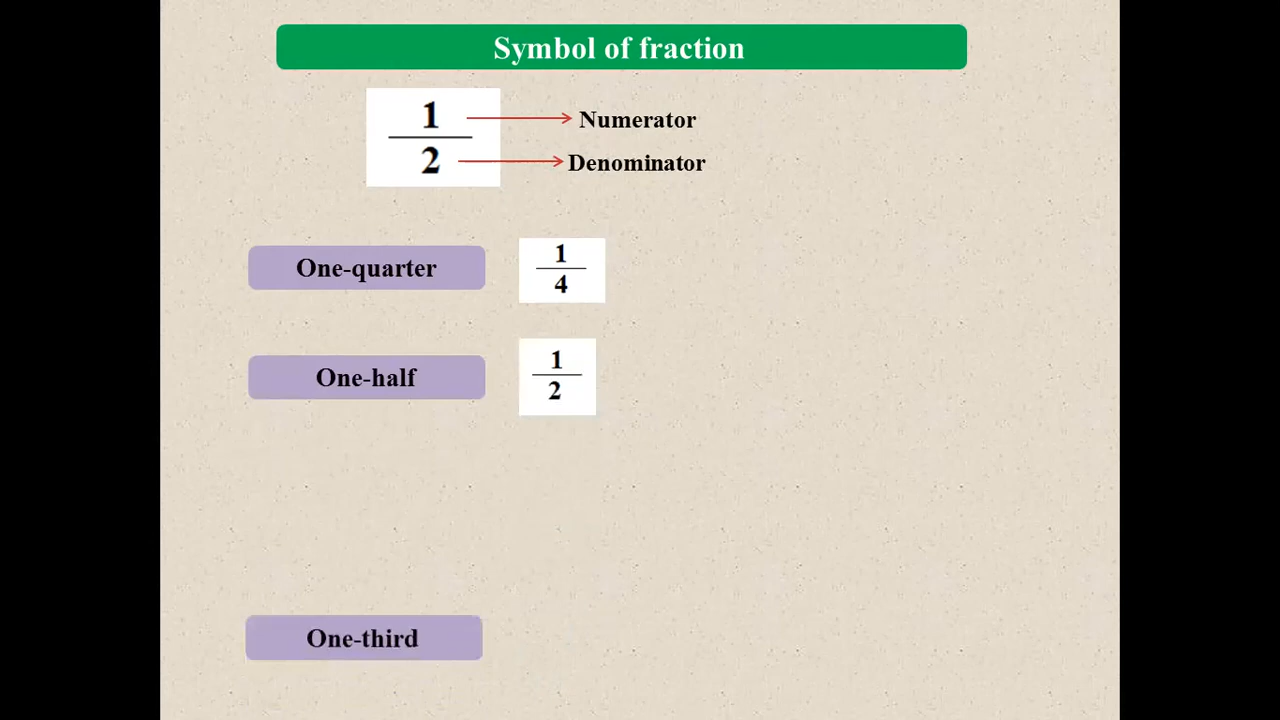 Symbol of fraction
1
2
Numerator
Denominator
One-quarter
1
4
One-half
1
2
One-third